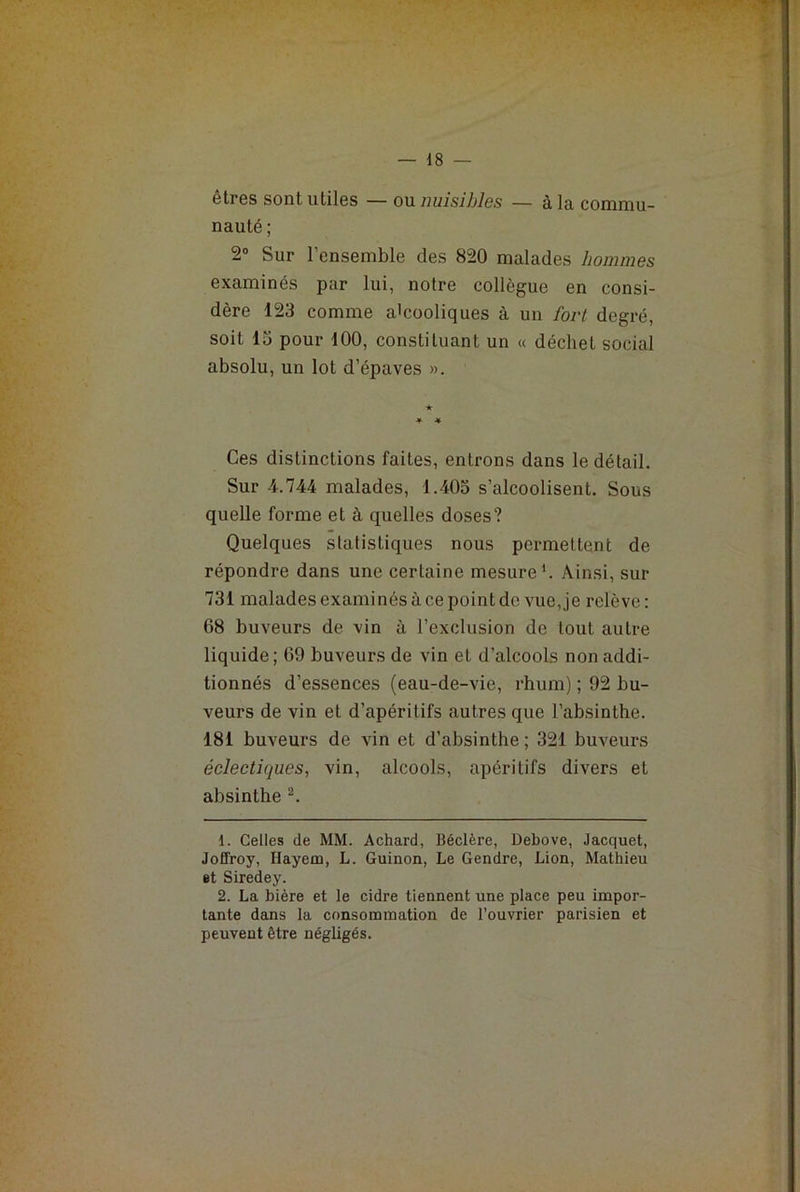 — 18 —
êtres sont utiles — ou nuisibles — à la commu-
nauté ;
2° Sur l'ensemble des 820 malades hommes
examinés par lui, notre collègue en consi-
dère 123 comme alcooliques à un fort degré,
soit 15 pour 100, constituant un « déchet social
absolu, un lot d'épaves ».
*
* *
Ces distinctions faites, entrons dans le détail.
Sur 4.744 malades, 1.405 s'alcoolisent. Sous
quelle forme et à quelles doses?
Quelques statistiques nous permettent de
répondre dans une certaine mesure¹. Ainsi, sur
731 malades examinés à ce point de vue, je relève :
68 buveurs de vin à l'exclusion de tout autre
liquide ; 69 buveurs de vin et d'alcools non addi-
tionnés d'essences (eau-de-vie, rhum) ; 92 bu-
veurs de vin et d'apéritifs autres que l'absinthe.
181 buveurs de vin et d'absinthe ; 321 buveurs
éclectiques, vin, alcools, apéritifs divers et
absinthe ².
1. Celles de MM. Achard, Béclère, Debove, Jacquet,
Joffroy, Hayem, L. Guinon, Le Gendre, Lion, Mathieu
et Siredey.
2. La bière et le cidre tiennent une place peu impor-
tante dans la consommation de l'ouvrier parisien et
peuvent être négligés.